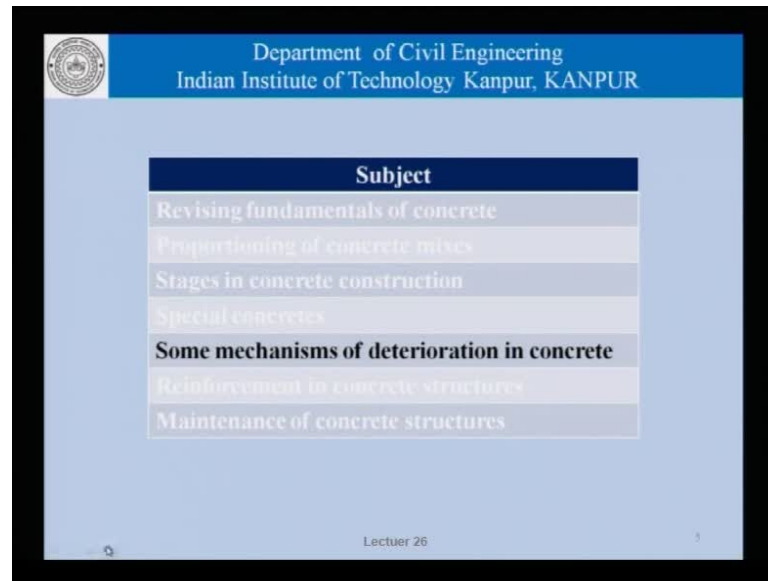 Department of Civil Engineering
Indian Institute of Technology Kanpur, KANPUR
Subject
Revising fundamentals of concrete
Proportioning of concrete mixes
Stages in concrete construction
Special concretes
Some mechanisms of deterioration in concrete
Reinforcement in concrete structures
Maintenance of concrete structures
Lectuer 26
5